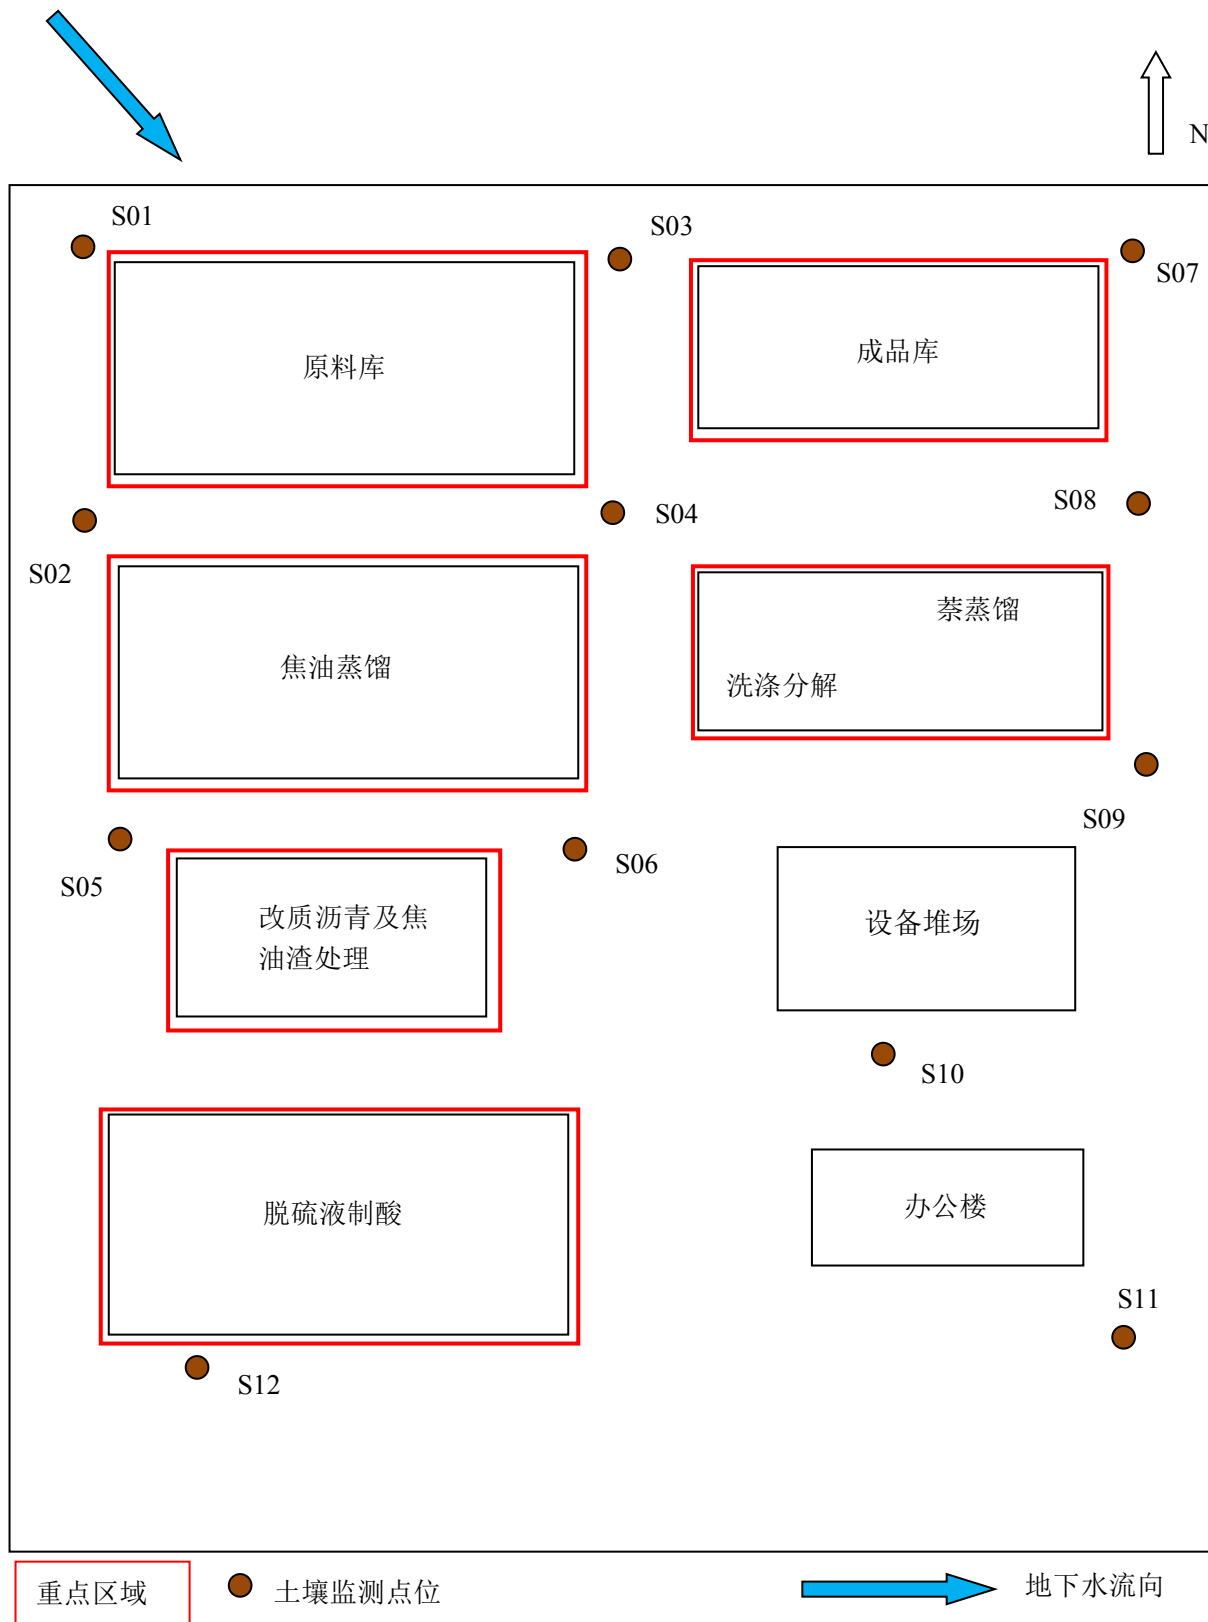 N
S01
S03
S07
原料库
成品库
S08
S04
S02
萘蒸馏
焦油蒸馏
洗涤分解
S09
S06
S05
改质沥青及焦
油渣处理
设备堆场
S10
脱硫液制酸
办公楼
S11
S12
重点区域
土壤监测点位
地下水流向